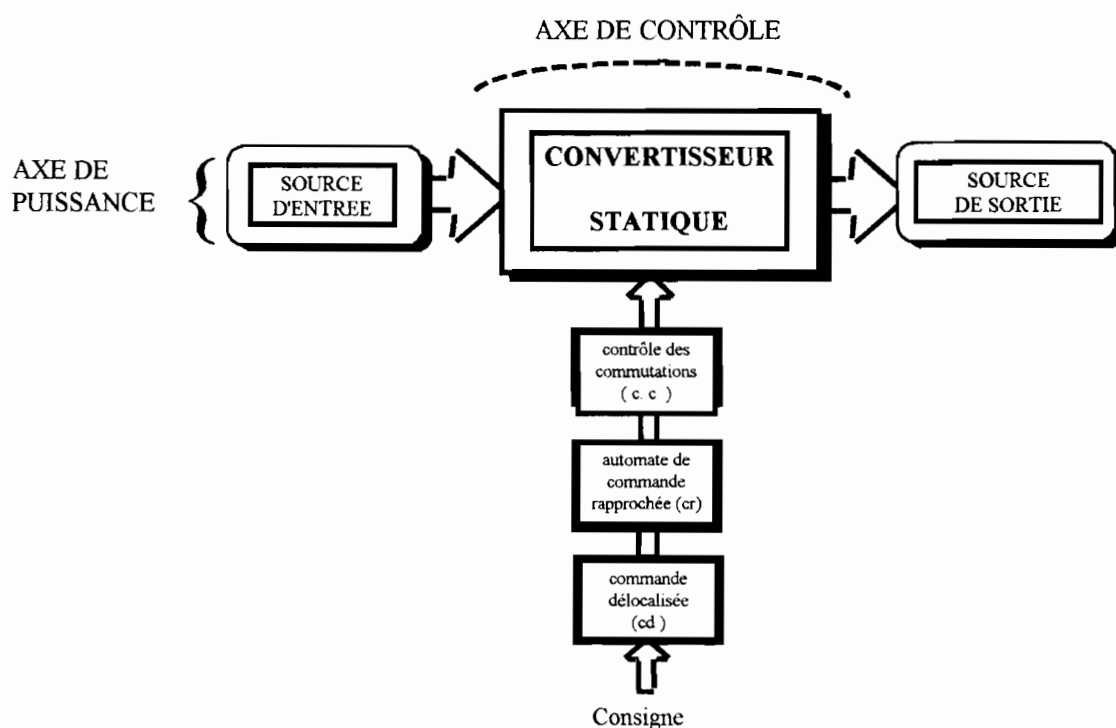 AXE DE CONTRÔLE
AXE DE
PUISSANCE
SOURCE
D'ENTREE
CONVERTISSEUR
STATIQUE
SOURCE
DE SORTIE
contrôle des
commutations
( c. c )
automate de
commande
rapprochée (cr)
commande
délocalisée
(cd )
Consigne